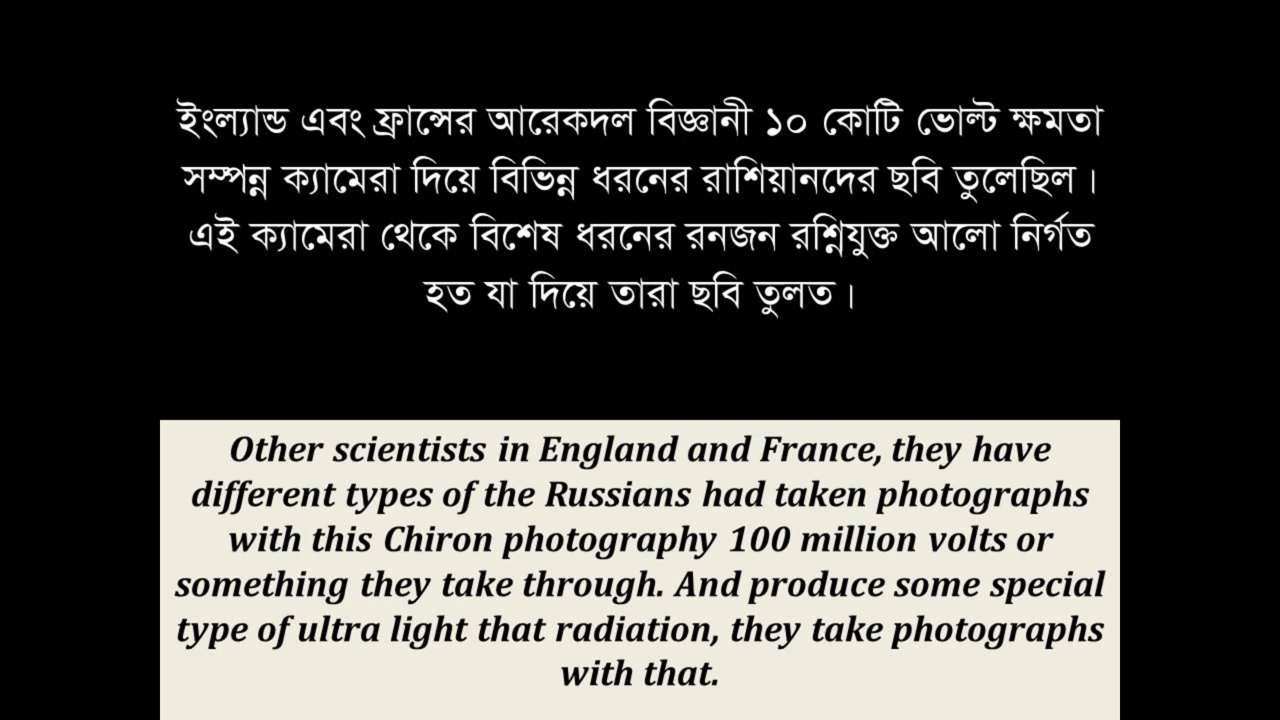 ইংল্যান্ড এবং ফ্রান্সের আরেকদল বিজ্ঞানী ১০ কোটি ভোল্ট ক্ষমতা
সম্পন্ন ক্যামেরা দিয়ে বিভিন্ন ধরনের রাশিয়ানদের ছবি তুলেছিল।
এই ক্যামেরা থেকে বিশেষ ধরনের রনজন রশ্নিযুক্ত আলো নির্গত
হত যা দিয়ে তারা ছবি তুলত।
Other scientists in England and France, they have
different types of the Russians had taken photographs
with this Chiron photography 100 million volts or
something they take through. And produce some special
type of ultra light that radiation, they take photographs
with that.